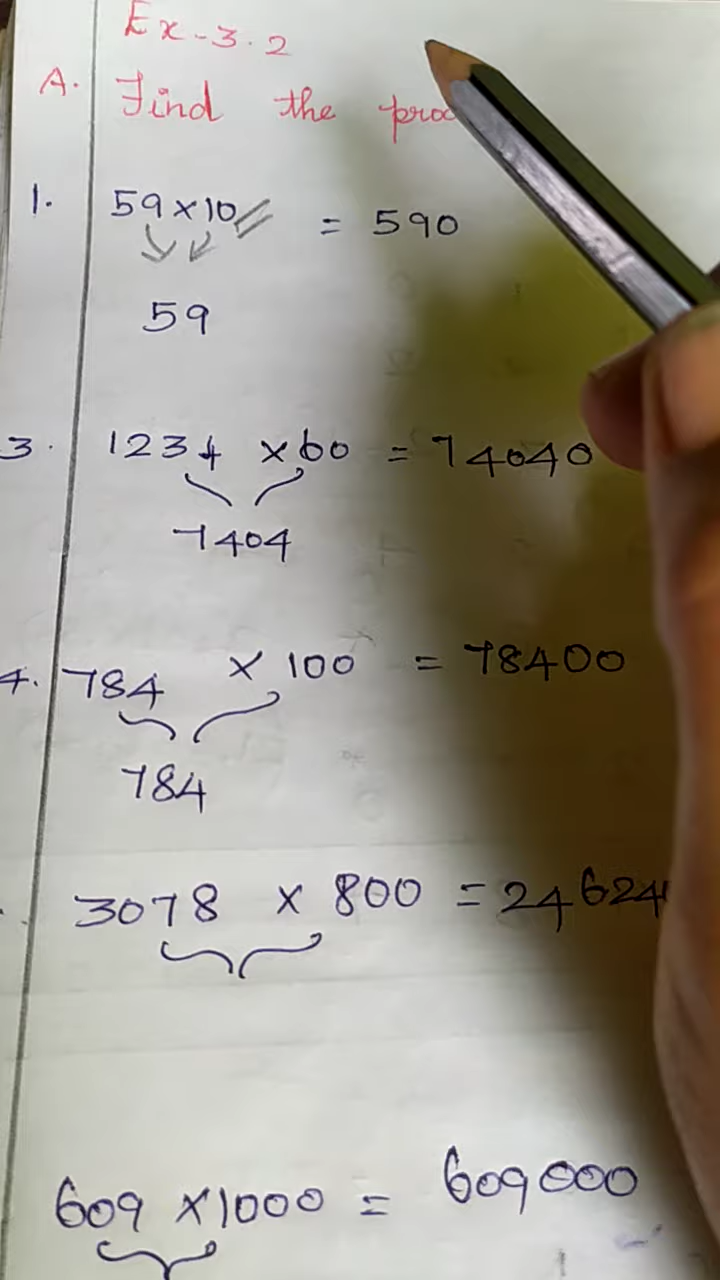 Ex-3.2
A. Find the
1. 59 × 10 = 590
59
3. 1234 × 60 = 74040
7404
4. 784 × 100 = 78400
784
3078 × 800 = 24624
609 × 1000 = 609000